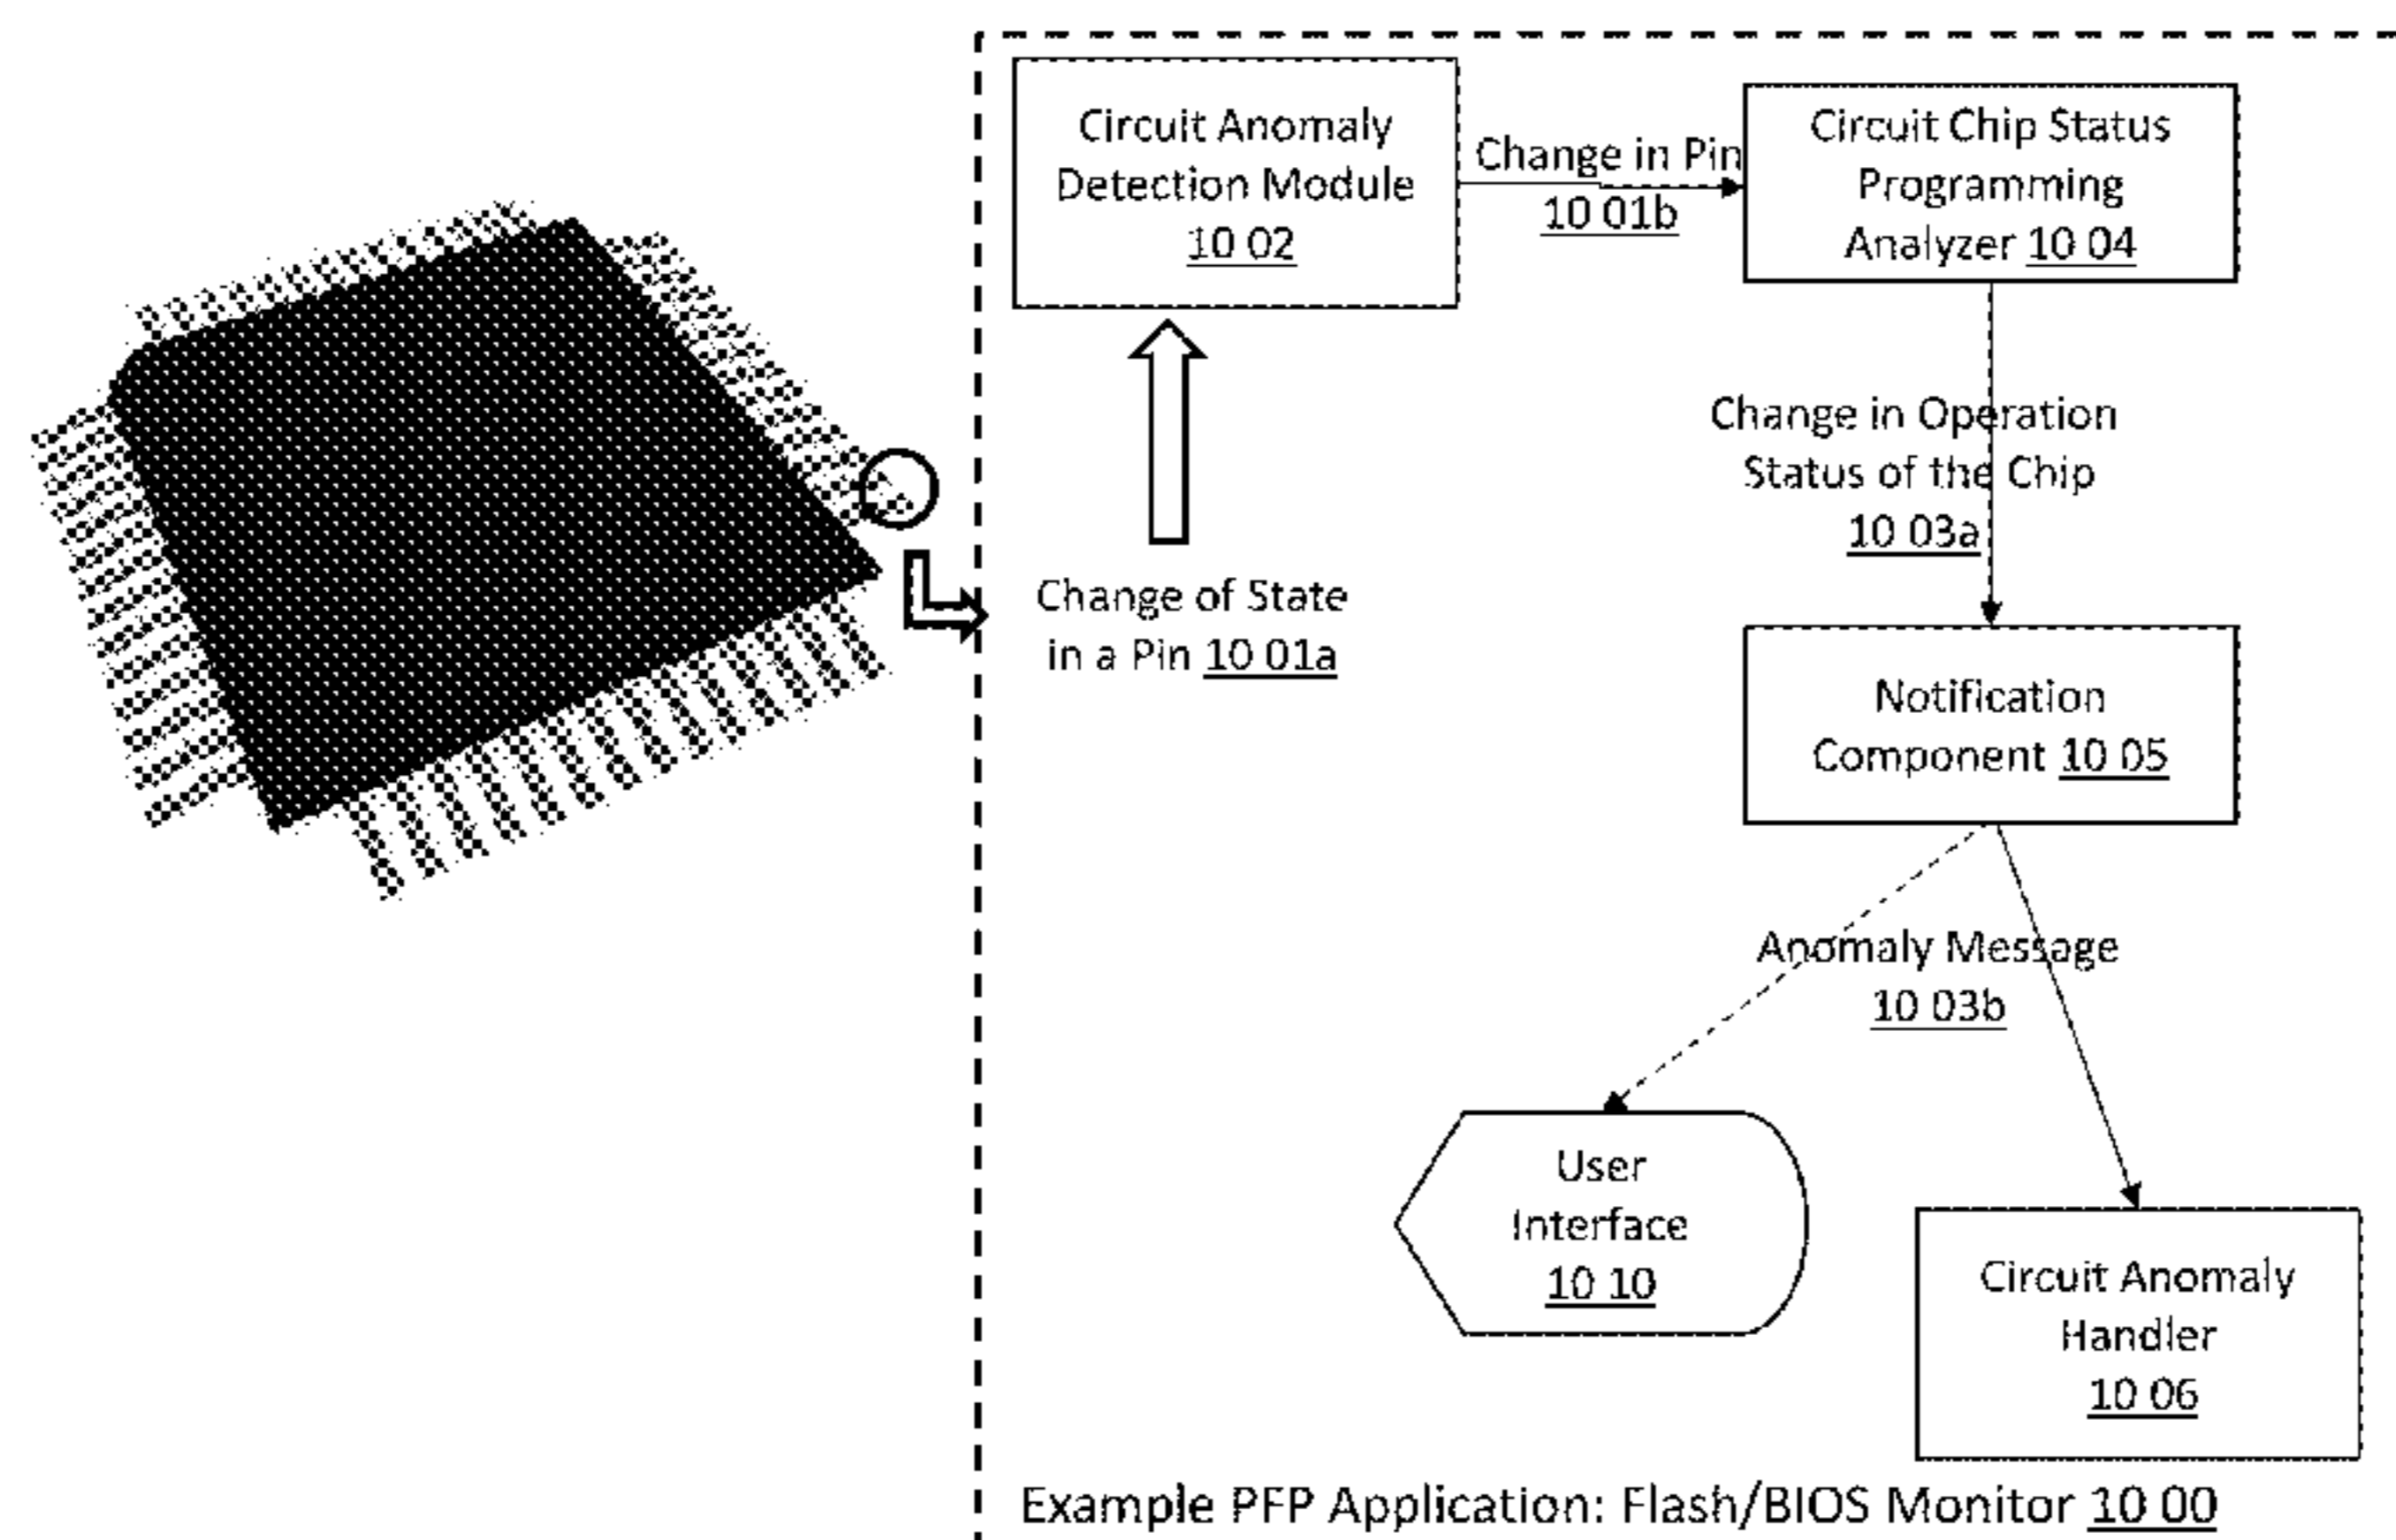 Circuit Anomaly
Detection Module
10 02
Change in Pin
10 01b
Circuit Chip Status
Programming
Analyzer 10 04
Change of State
in a Pin 10 01a
Change in Operation
Status of the Chip
10 03a
Notification
Component 10 05
Anomaly Message
10 03b
User
Interface
10 10
Circuit Anomaly
Handler
10 06
Example PFP Application: Flash/BIOS Monitor 10 00